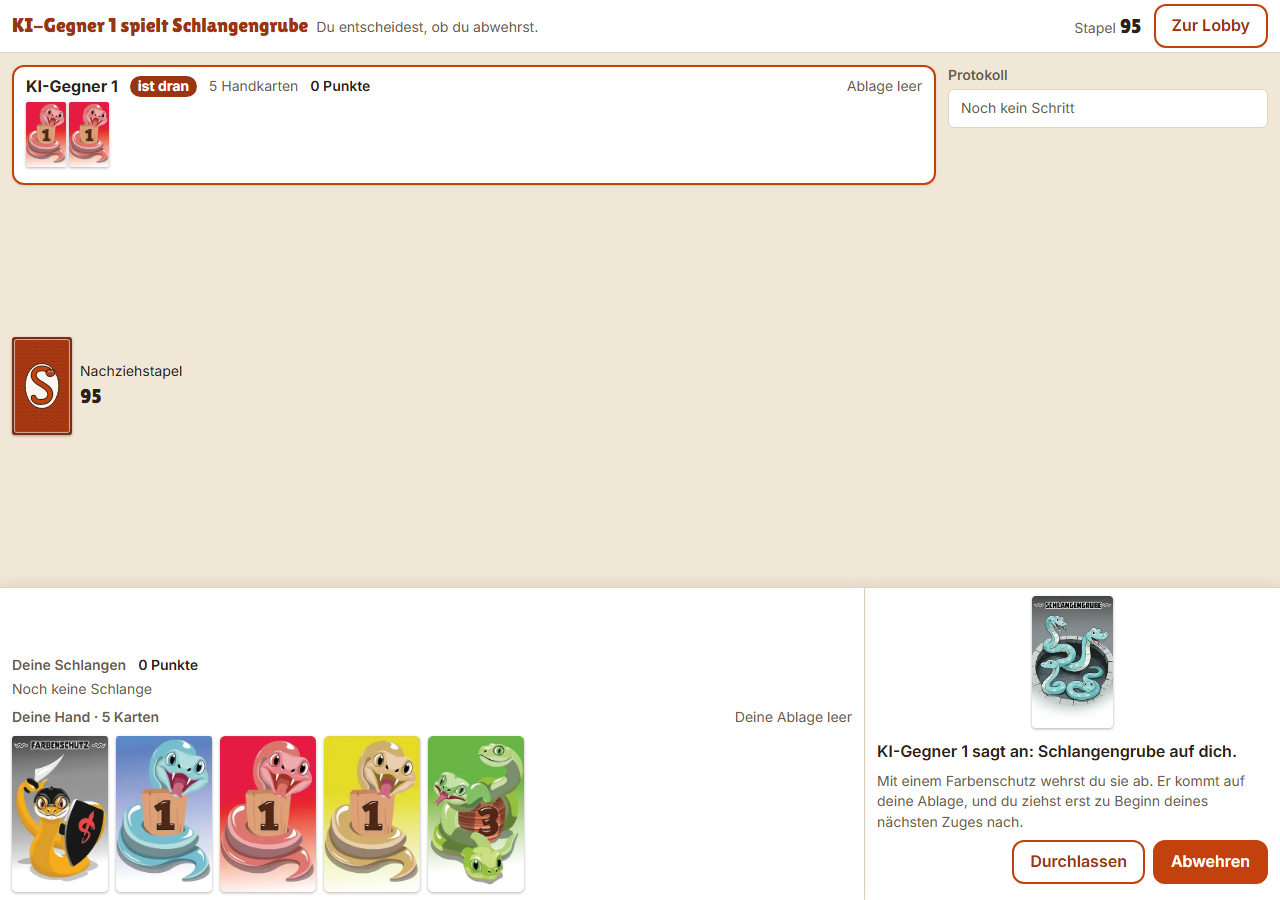 KI-Gegner 1 spielt Schlangengrube Du entscheidest, ob du abwehrst.
Stapel 95 Zur Lobby
KI-Gegner 1 ist dran 5 Handkarten 0 Punkte Ablage leer
1 1
Protokoll
Noch kein Schritt
S
Nachziehstapel
95
Deine Schlangen 0 Punkte
Noch keine Schlange
Deine Hand · 5 Karten Deine Ablage leer
FARBENSCHUTZ
1 1 1 3
SCHLANGENGRUBE
KI-Gegner 1 sagt an: Schlangengrube auf dich.
Mit einem Farbenschutz wehrst du sie ab. Er kommt auf
deine Ablage, und du ziehst erst zu Beginn deines
nächsten Zuges nach.
Durchlassen Abwehren